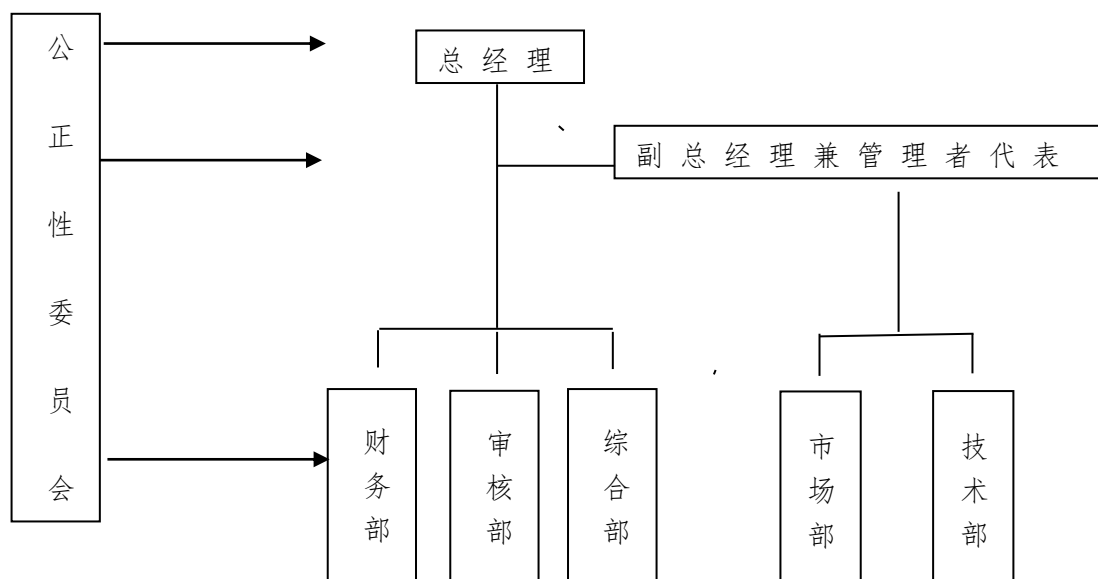 公正性委员会
总经理
、
副总经理兼管理者代表
，
财务部
审核部
综合部
市场部
技术部